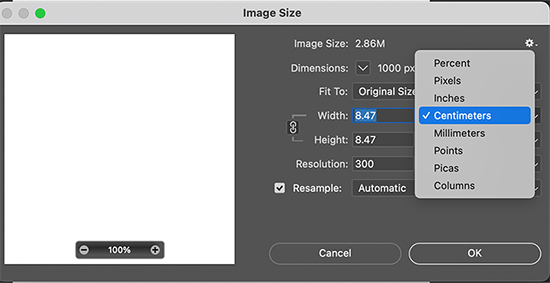 Image Size
Image Size: 2.86M
Dimensions: 1000 px
Fit To: Original Size
Width: 8.47
Height: 8.47
Resolution: 300
Resample: Automatic
Percent
Pixels
Inches
Centimeters
Millimeters
Points
Picas
Columns
100%
Cancel
OK